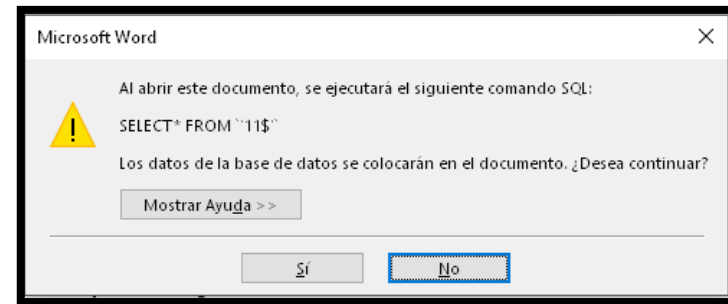 Microsoft Word
Al abrir este documento, se ejecutará el siguiente comando SQL:
SELECT* FROM `'11$'`
Los datos de la base de datos se colocarán en el documento. ¿Desea continuar?
Mostrar Ayuda >>
Sí
No